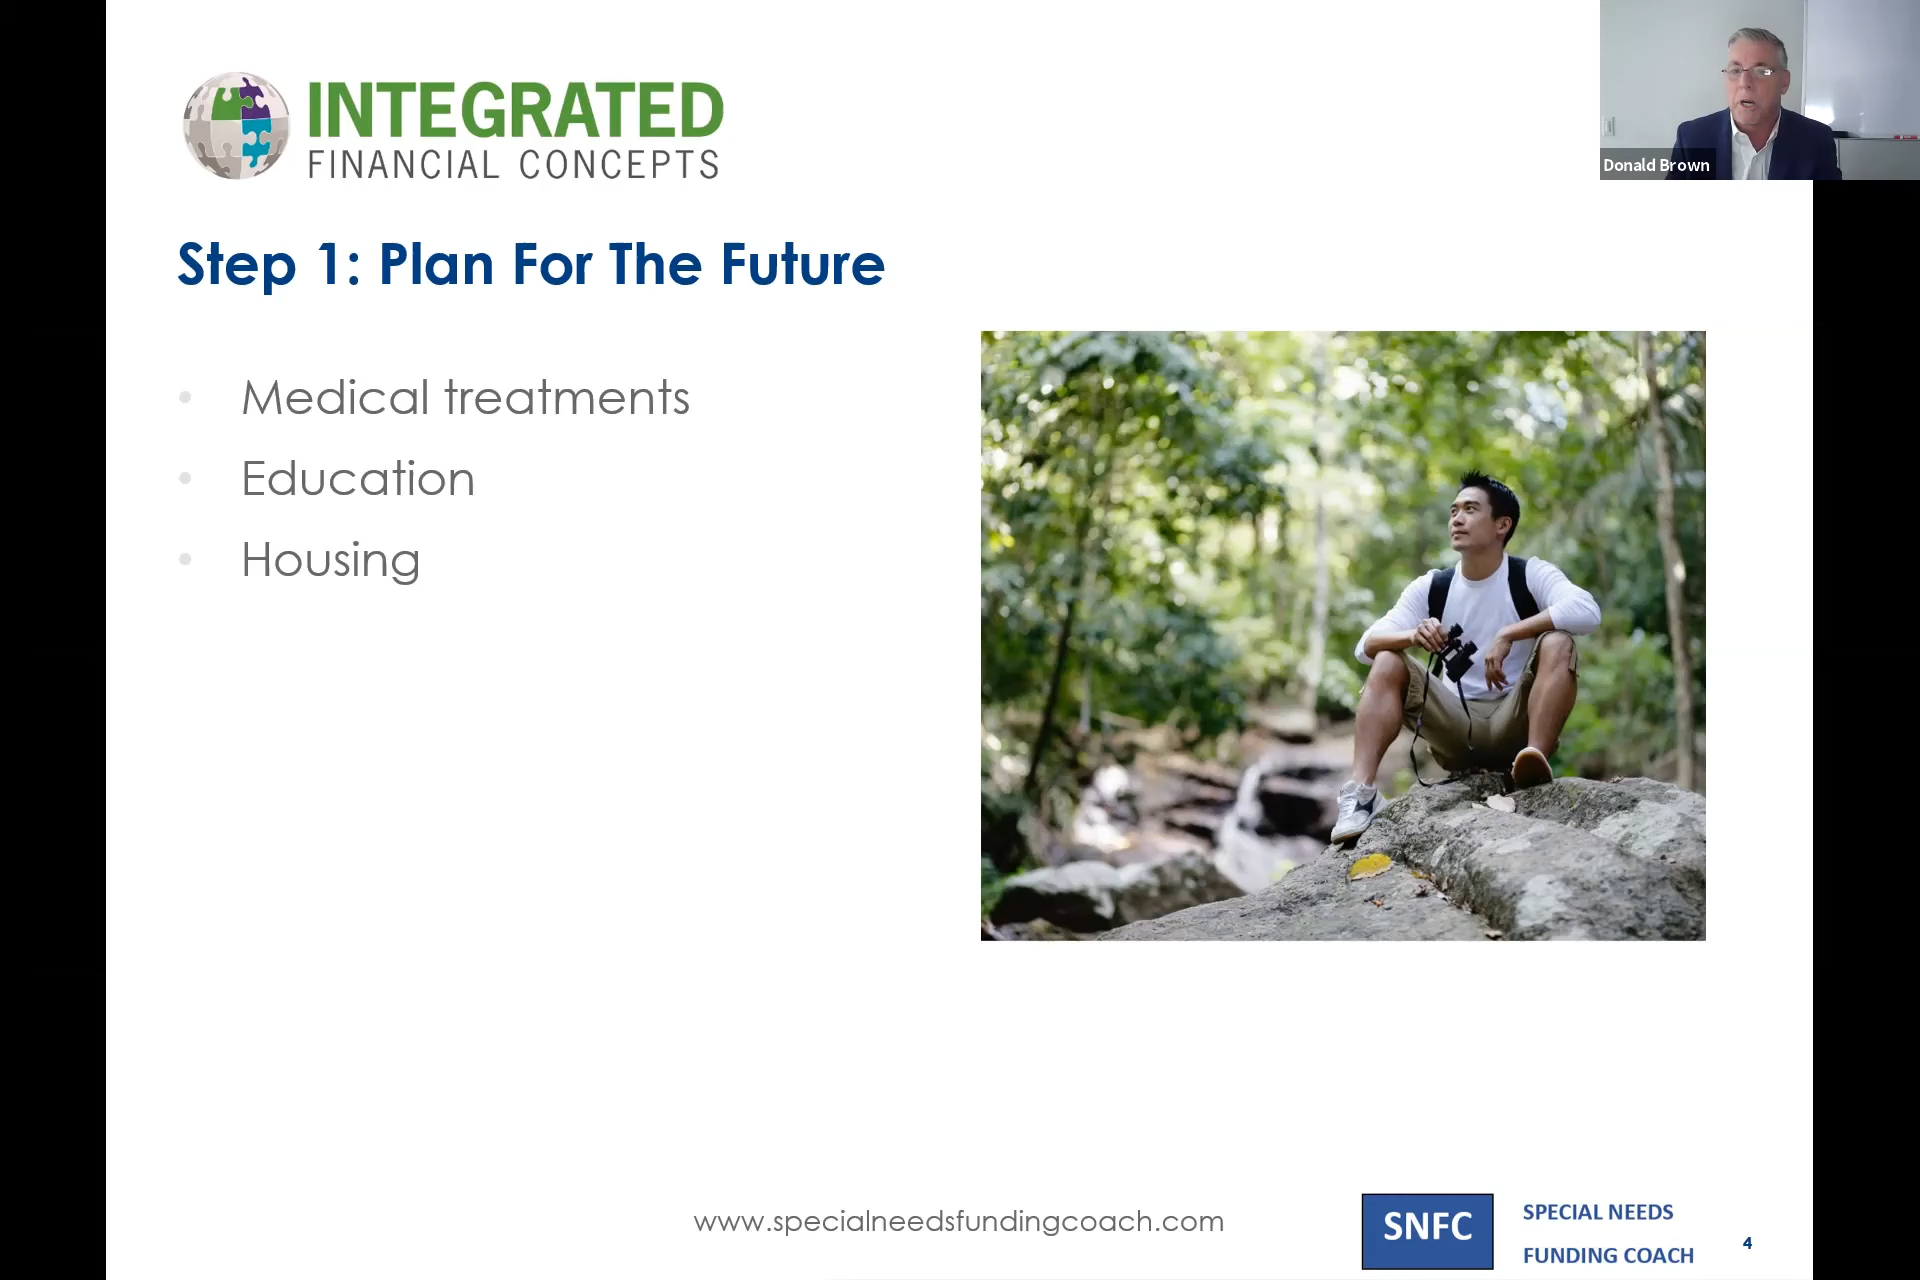 INTEGRATED
FINANCIAL CONCEPTS
Donald Brown
Step 1: Plan For The Future
• Medical treatments
• Education
• Housing
www.specialneedsfundingcoach.com
SNFC
SPECIAL NEEDS
FUNDING COACH
4